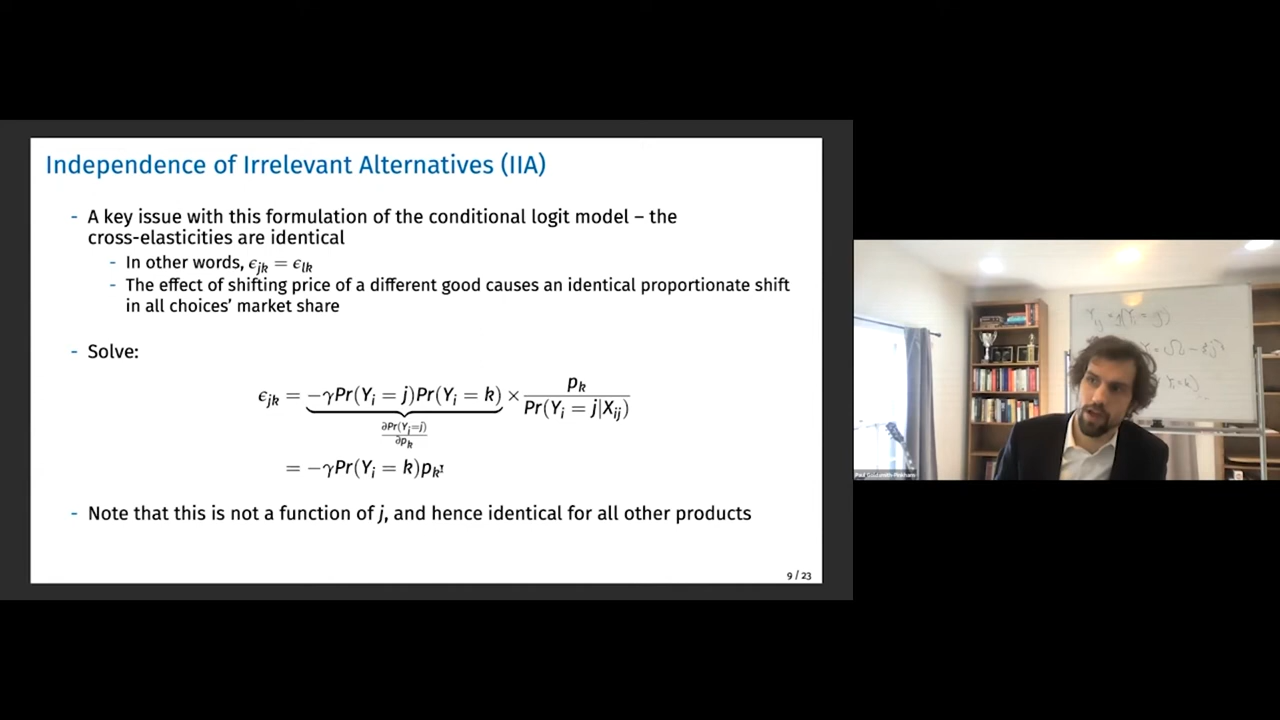 Independence of Irrelevant Alternatives (IIA)
- A key issue with this formulation of the conditional logit model – the
cross-elasticities are identical
- In other words, ϵjk = ϵlk
- The effect of shifting price of a different good causes an identical proportionate shift
in all choices' market share
- Solve:
ϵjk = −γPr(Yi = j)Pr(Yi = k) × pk / Pr(Yi = j|Xij)
∂Pr(Yi=j) / ∂pk
= −γPr(Yi = k)pk
- Note that this is not a function of j, and hence identical for all other products
9 / 23
Paul Goldsmith-Pinkham